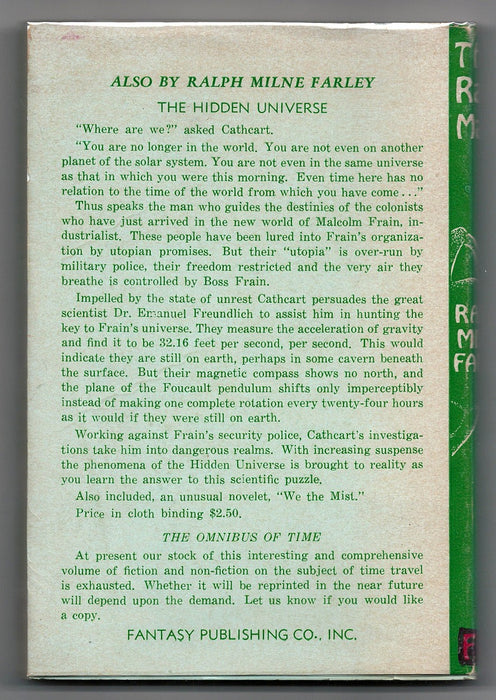 ALSO BY RALPH MILNE FARLEY
THE HIDDEN UNIVERSE
"Where are we?" asked Cathcart.
"You are no longer in the world. You are not even on another
planet of the solar system. You are not even in the same universe
as that in which you were this morning. Even time here has no
relation to the time of the world from which you have come . . ."
Thus speaks the man who guides the destinies of the colonists
who have just arrived in the new world of Malcolm Frain, in-
dustrialist. These people have been lured into Frain's organiza-
tion by utopian promises. But their "utopia" is over-run by
military police, their freedom restricted and the very air they
breathe is controlled by Boss Frain.
Impelled by the state of unrest Cathcart persuades the great
scientist Dr. Emanuel Freundlich to assist him in hunting the
key to Frain's universe. They measure the acceleration of gravity
and find it to be 32.16 feet per second, per second. This would
indicate they are still on earth, perhaps in some cavern beneath
the surface. But their magnetic compass shows no north, and
the plane of the Foucault pendulum shifts only imperceptibly
instead of making one complete rotation every twenty-four hours
as it would if they were still on earth.
Working against Frain's security police, Cathcart's investiga-
tions take him into dangerous realms. With increasing suspense
the phenomena of the Hidden Universe is brought to reality as
you learn the answer to this scientific puzzle.
Also included, an unusual novelet, "We the Mist."
Price in cloth binding $2.50.
THE OMNIBUS OF TIME
At present our stock of this interesting and comprehensive
volume of fiction and non-fiction on the subject of time travel
is exhausted. Whether it will be reprinted in the near future
will depend upon the demand. Let us know if you would like
a copy.
FANTASY PUBLISHING CO., INC.